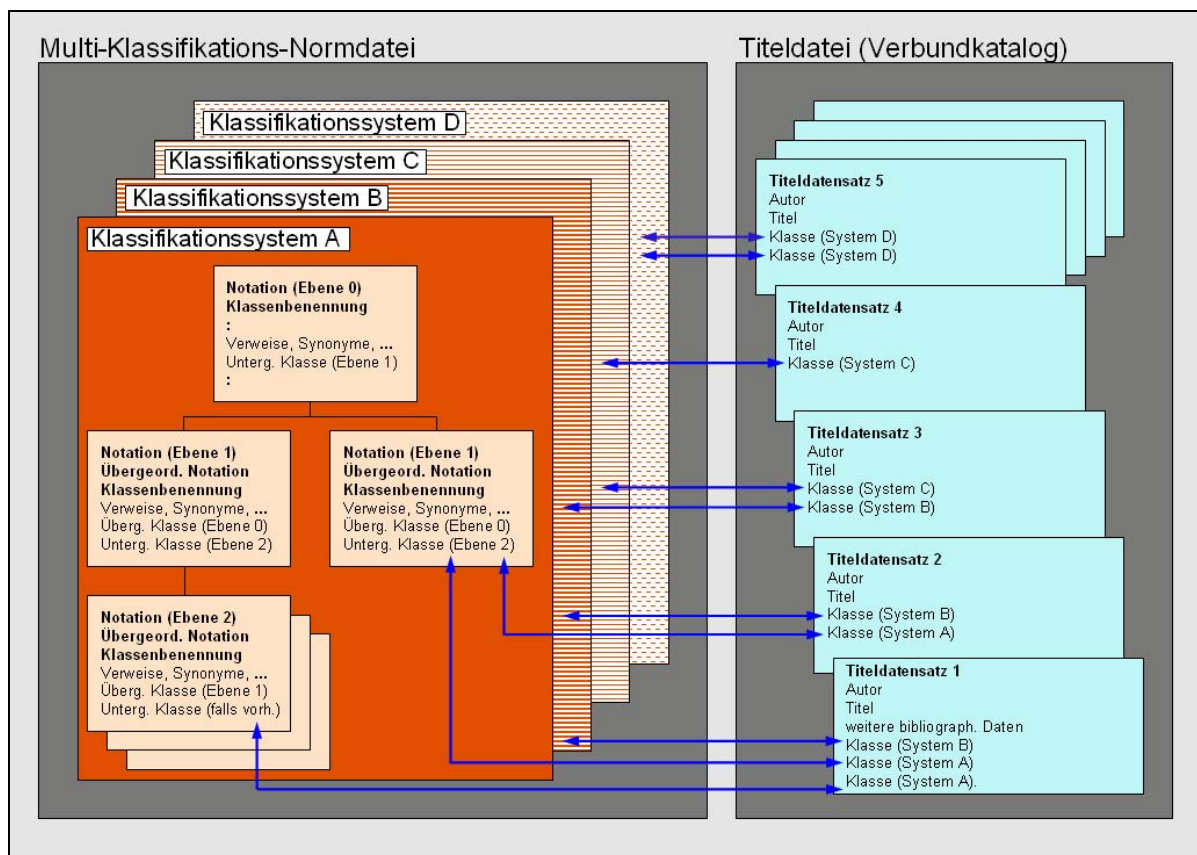 Multi-Klassifikations-Normdatei
Klassifikationssystem D
Klassifikationssystem C
Klassifikationssystem B
Klassifikationssystem A
Notation (Ebene 0)
Klassenbenennung
:
Verweise, Synonyme, ...
Unterg. Klasse (Ebene 1)
:
Notation (Ebene 1)
Übergeord. Notation
Klassenbenennung
Verweise, Synonyme, ...
Überg. Klasse (Ebene 0)
Unterg. Klasse (Ebene 2)
Notation (Ebene 1)
Übergeord. Notation
Klassenbenennung
Verweise, Synonyme, ...
Überg. Klasse (Ebene 0)
Unterg. Klasse (Ebene 2)
Notation (Ebene 2)
Übergeord. Notation
Klassenbenennung
Verweise, Synonyme, ...
Überg. Klasse (Ebene 1)
Unterg. Klasse (falls vorh.)
Titeldatei (Verbundkatalog)
Titeldatensatz 5
Autor
Titel
Klasse (System D)
Klasse (System D)
Titeldatensatz 4
Autor
Titel
Klasse (System C)
Titeldatensatz 3
Autor
Titel
Klasse (System C)
Klasse (System B)
Titeldatensatz 2
Autor
Titel
Klasse (System B)
Klasse (System A)
Titeldatensatz 1
Autor
Titel
weitere bibliograph. Daten
Klasse (System B)
Klasse (System A)
Klasse (System A).